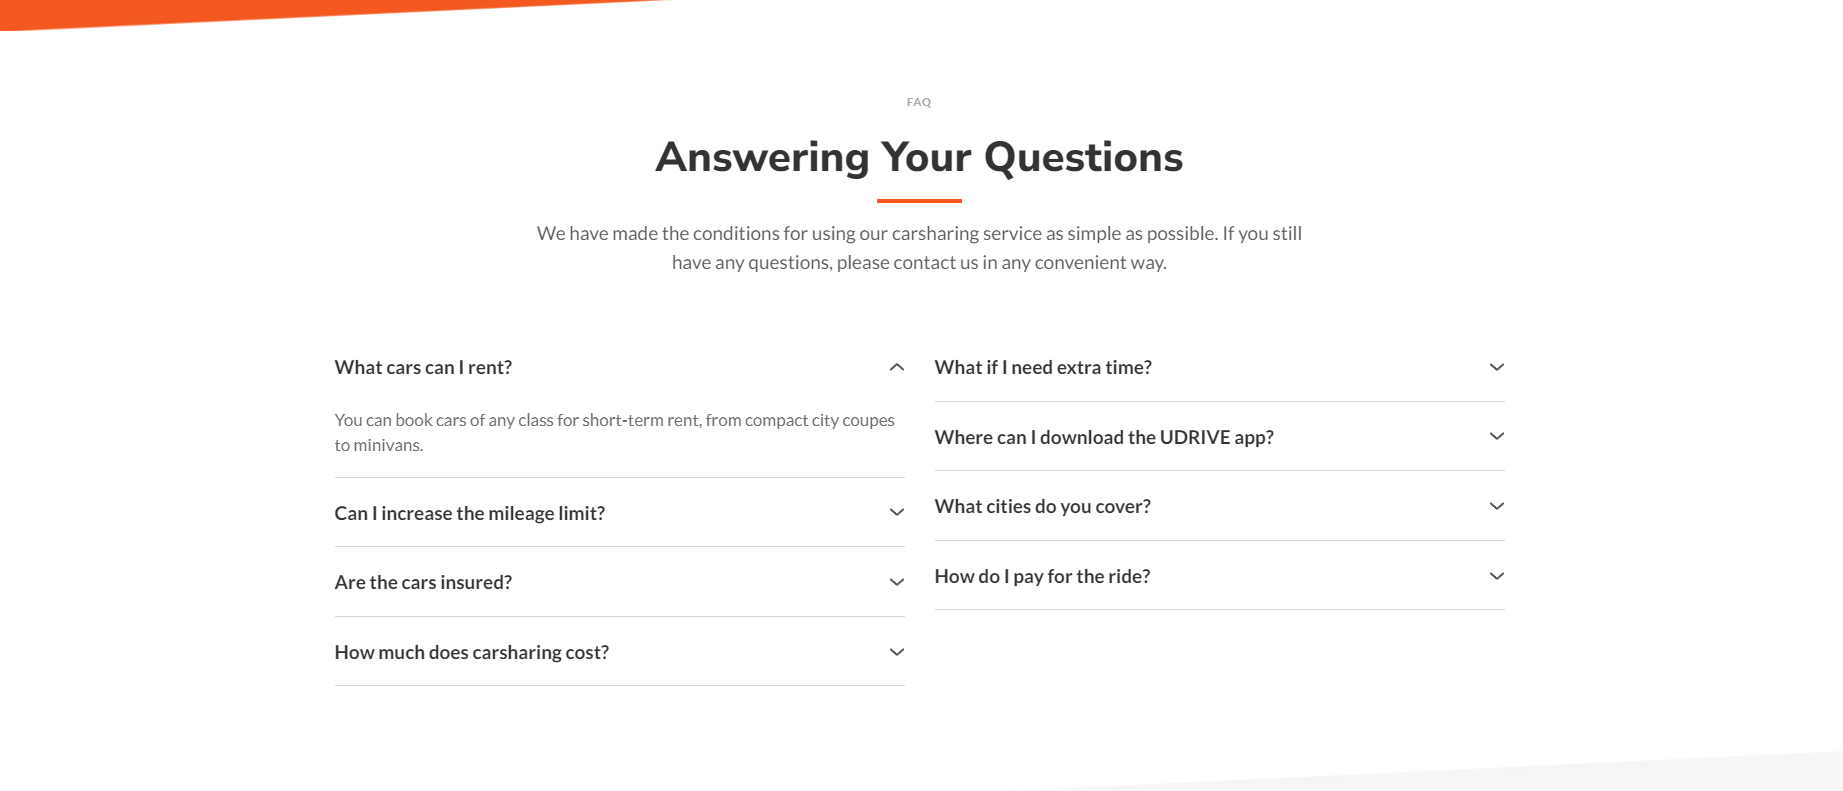 FAQ
Answering Your Questions
We have made the conditions for using our carsharing service as simple as possible. If you still
have any questions, please contact us in any convenient way.
What cars can I rent?
You can book cars of any class for short-term rent, from compact city coupes
to minivans.
Can I increase the mileage limit?
Are the cars insured?
How much does carsharing cost?
What if I need extra time?
Where can I download the UDRIVE app?
What cities do you cover?
How do I pay for the ride?